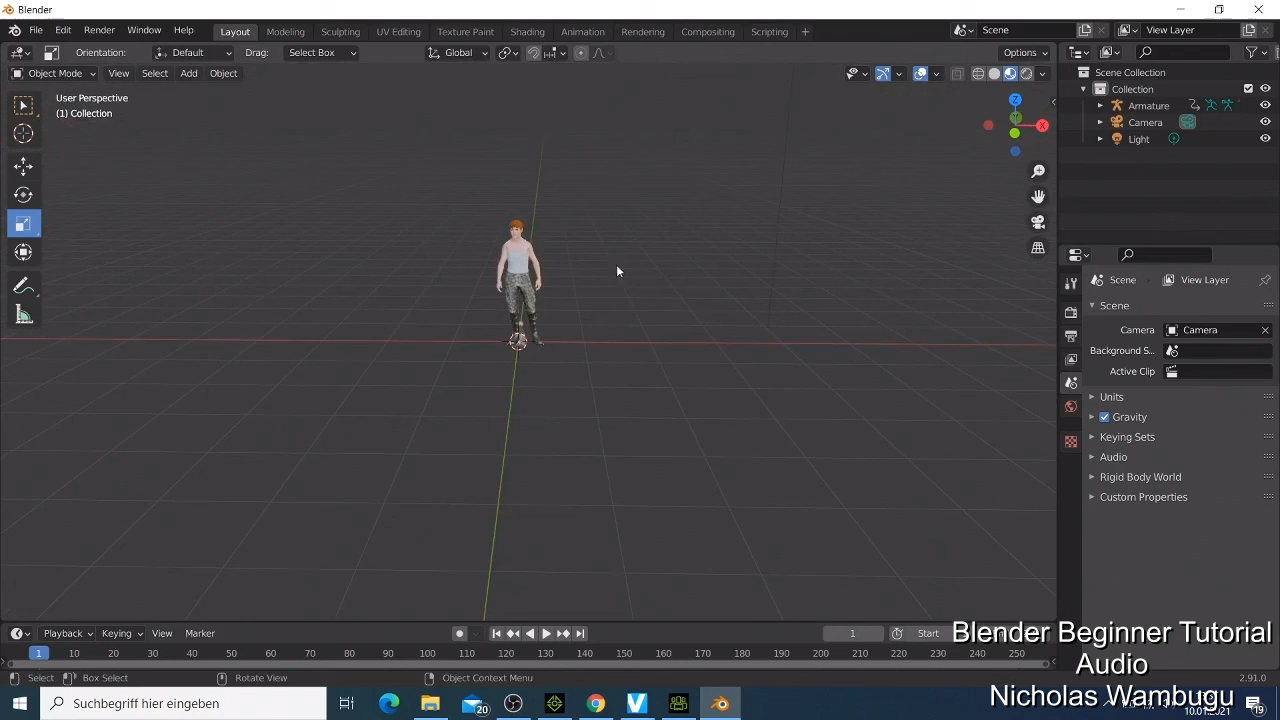 Blender
File Edit Render Window Help Layout Modeling Sculpting UV Editing Texture Paint Shading Animation Rendering Compositing Scripting + Scene View Layer
Orientation: Default Drag: Select Box Global Options
Object Mode View Select Add Object
User Perspective
(1) Collection
Z
Y
X
Scene Collection
Collection
Armature
Camera
Light
Scene View Layer
Scene
Camera Camera
Background S...
Active Clip
Units
Gravity
Keying Sets
Audio
Rigid Body World
Custom Properties
Playback Keying View Marker 1 Start
1 10 20 30 40 50 60 70 80 90 100 110 120 130 140 150 160 170 180 190 200 210 220 230 240 250
Select Box Select Rotate View Object Context Menu 2.91.0
Blender Beginner Tutorial
Audio
Nicholas Wambugu
Suchbegriff hier eingeben 20 10.01.2021 19